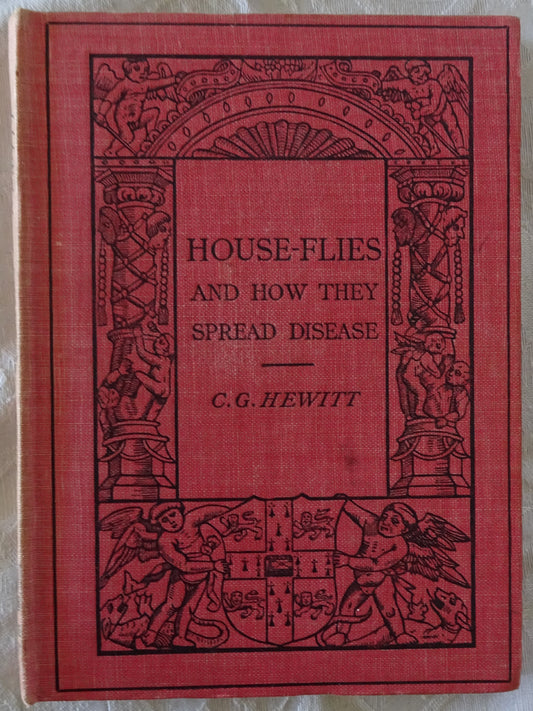 HOUSE-FLIES
AND HOW THEY
SPREAD DISEASE
C. G. HEWITT